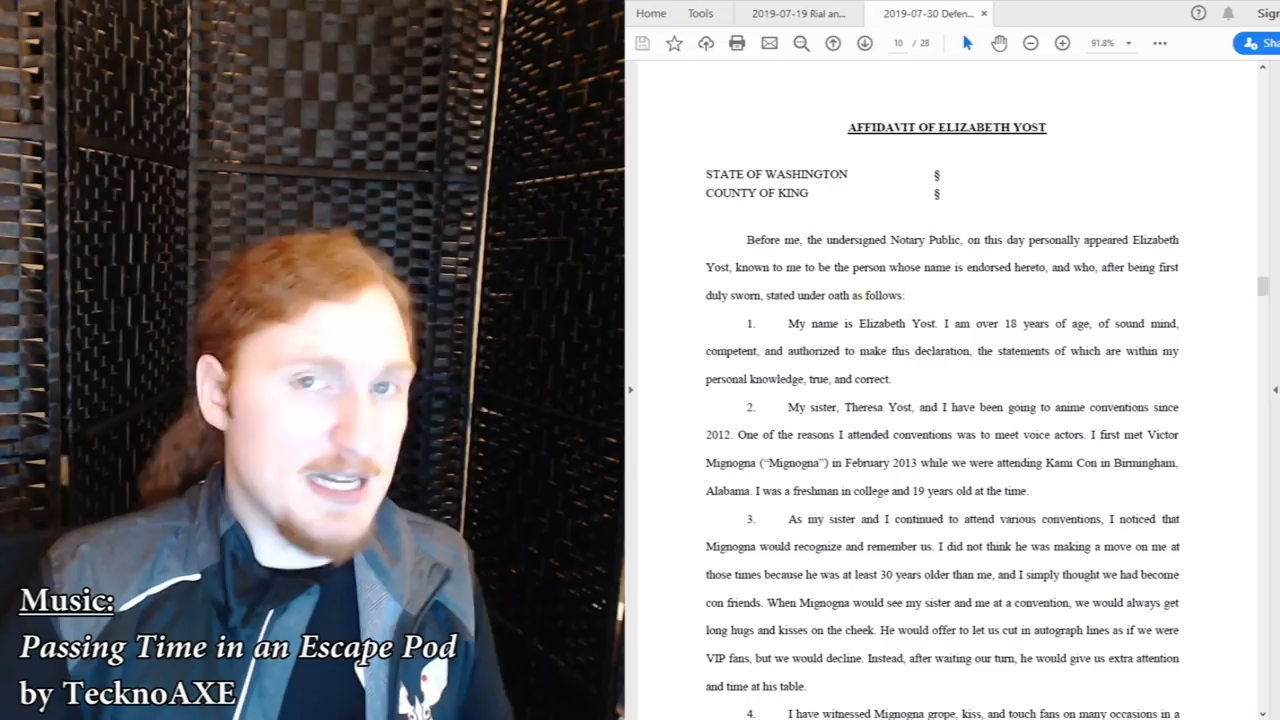 Home Tools 2019-07-19 Rial an... 2019-07-30 Defen... × Sign
10 / 28 91.8% Sha
AFFIDAVIT OF ELIZABETH YOST
STATE OF WASHINGTON §
COUNTY OF KING §
Before me, the undersigned Notary Public, on this day personally appeared Elizabeth
Yost, known to me to be the person whose name is endorsed hereto, and who, after being first
duly sworn, stated under oath as follows:
1. My name is Elizabeth Yost. I am over 18 years of age, of sound mind,
competent, and authorized to make this declaration, the statements of which are within my
personal knowledge, true, and correct.
2. My sister, Theresa Yost, and I have been going to anime conventions since
2012. One of the reasons I attended conventions was to meet voice actors. I first met Victor
Mignogna (“Mignogna”) in February 2013 while we were attending Kami Con in Birmingham,
Alabama. I was a freshman in college and 19 years old at the time.
3. As my sister and I continued to attend various conventions, I noticed that
Mignogna would recognize and remember us. I did not think he was making a move on me at
those times because he was at least 30 years older than me, and I simply thought we had become
con friends. When Mignogna would see my sister and me at a convention, we would always get
long hugs and kisses on the cheek. He would offer to let us cut in autograph lines as if we were
VIP fans, but we would decline. Instead, after waiting our turn, he would give us extra attention
and time at his table.
4. I have witnessed Mignogna grope, kiss, and touch fans on many occasions in a
Music:
Passing Time in an Escape Pod
by TecknoAXE